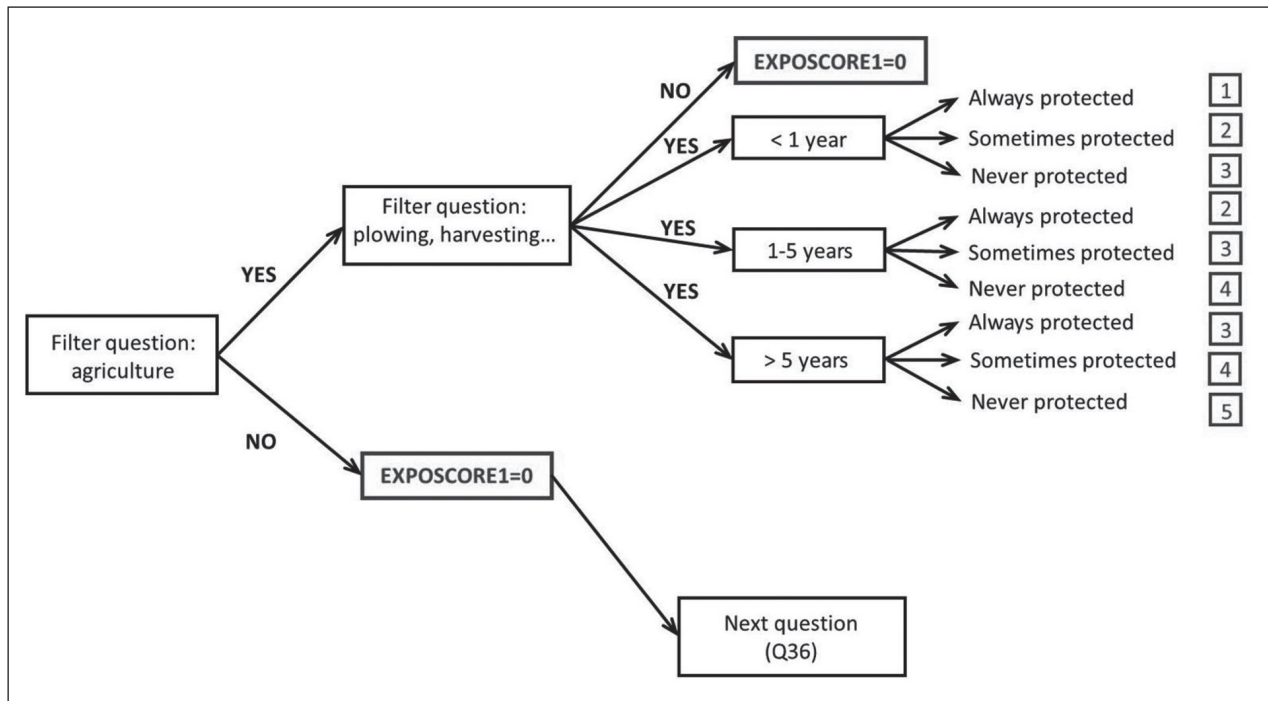 EXPOSCORE1=0
NO
Always protected 1
< 1 year
YES
Sometimes protected 2
Never protected 3
Filter question:
plowing, harvesting...
Always protected 2
YES
1-5 years
Sometimes protected 3
YES
Never protected 4
YES
Always protected 3
Filter question:
agriculture
> 5 years
Sometimes protected 4
Never protected 5
NO
EXPOSCORE1=0
Next question
(Q36)